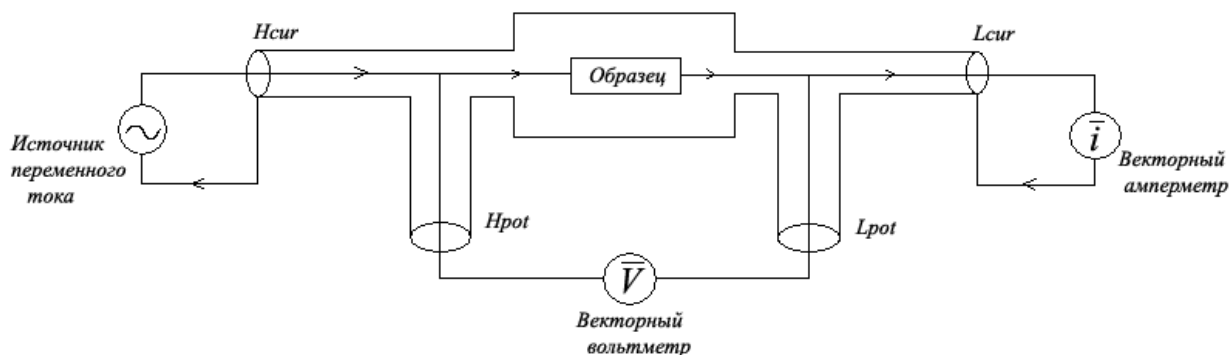 Hcur
Lcur
Образец
Источник
переменного
тока
i
Векторный
амперметр
Hpot
Lpot
V
Векторный
вольтметр